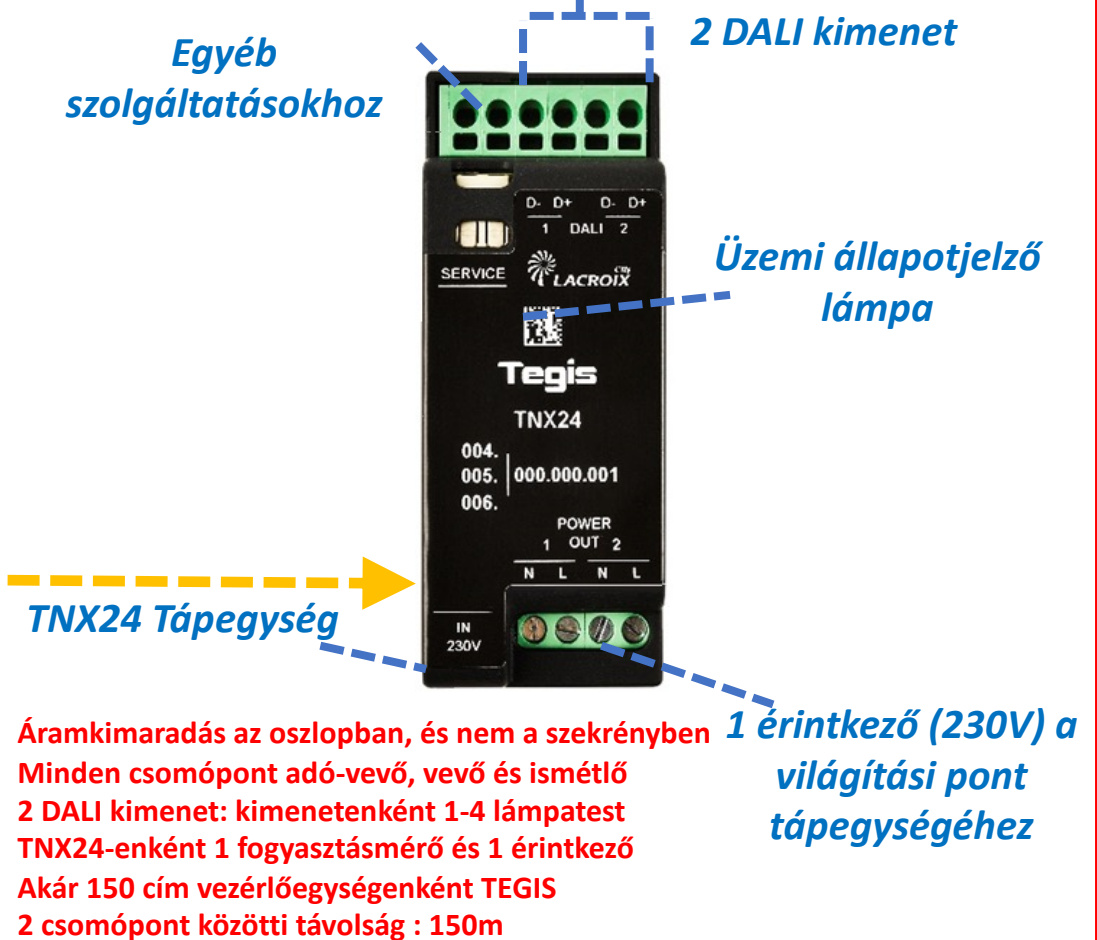 2 DALI kimenet
Egyéb
szolgáltatásokhoz
D- D+ D- D+
1 DALI 2
SERVICE
LACROIX
City
Üzemi állapotjelző
lámpa
Tegis
TNX24
004.
005. 000.000.001
006.
POWER
1 OUT 2
N L N L
TNX24 Tápegység
IN
230V
1 érintkező (230V) a
világítási pont
tápegységéhez
Áramkimaradás az oszlopban, és nem a szekrényben
Minden csomópont adó-vevő, vevő és ismétlő
2 DALI kimenet: kimenetenként 1-4 lámpatest
TNX24-enként 1 fogyasztásmérő és 1 érintkező
Akár 150 cím vezérlőegységenként TEGIS
2 csomópont közötti távolság : 150m